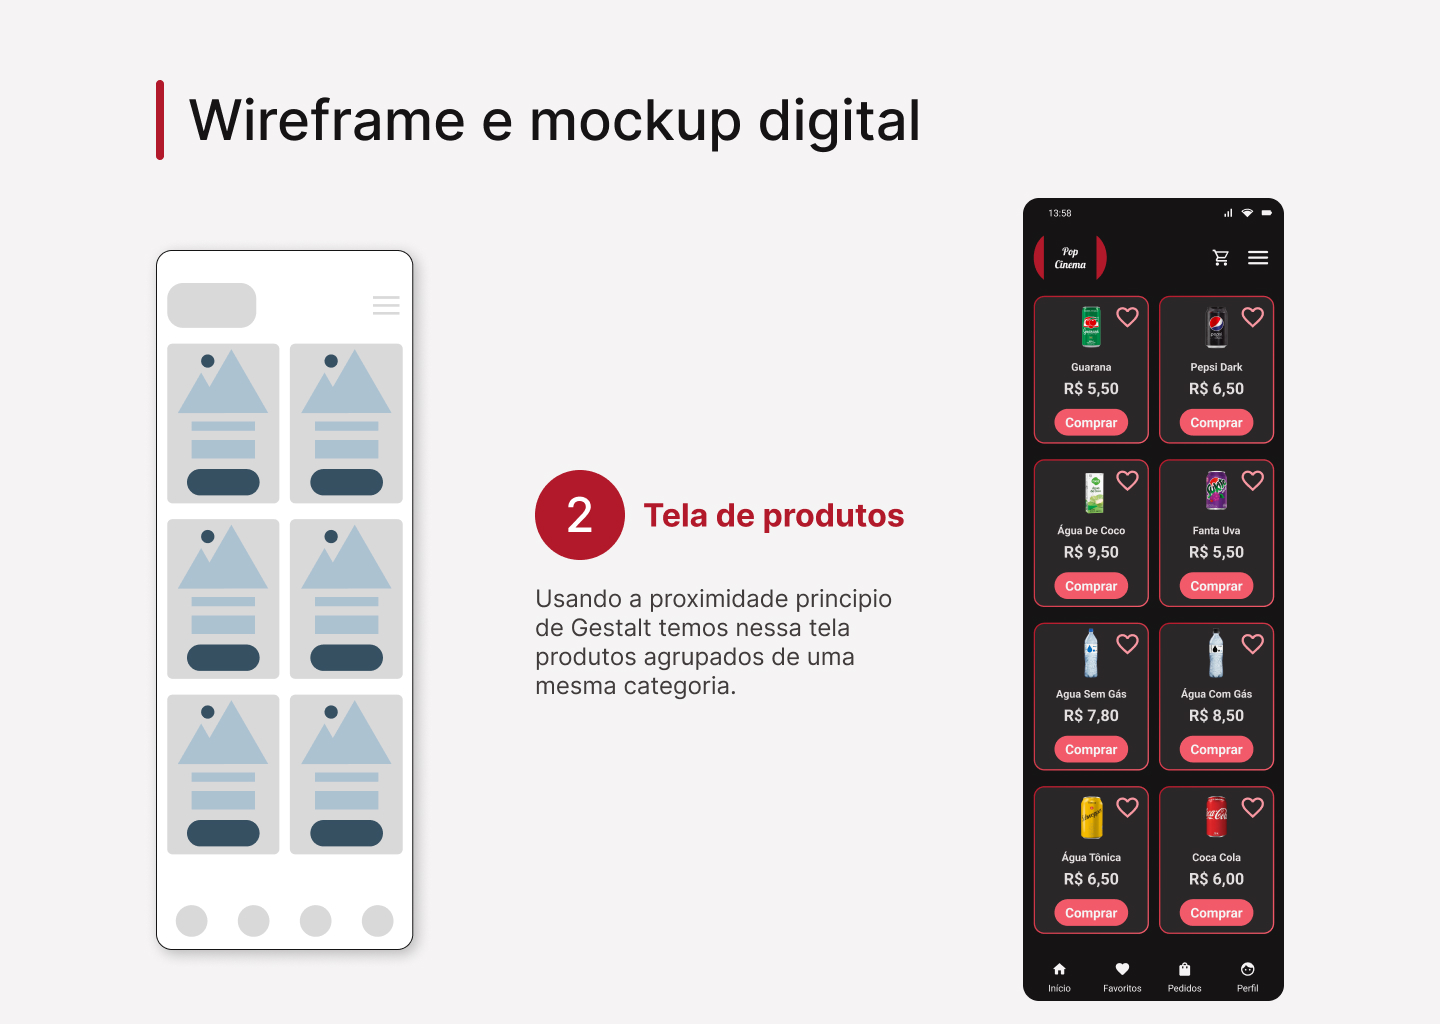 Wireframe e mockup digital
2
Tela de produtos
Usando a proximidade principio
de Gestalt temos nessa tela
produtos agrupados de uma
mesma categoria.
13:58
Pop
Cinema
Guarana
R$ 5,50
Comprar
Pepsi Dark
R$ 6,50
Comprar
Água De Coco
R$ 9,50
Comprar
Fanta Uva
R$ 5,50
Comprar
Agua Sem Gás
R$ 7,80
Comprar
Água Com Gás
R$ 8,50
Comprar
Água Tônica
R$ 6,50
Comprar
Coca Cola
R$ 6,00
Comprar
Início
Favoritos
Pedidos
Perfil